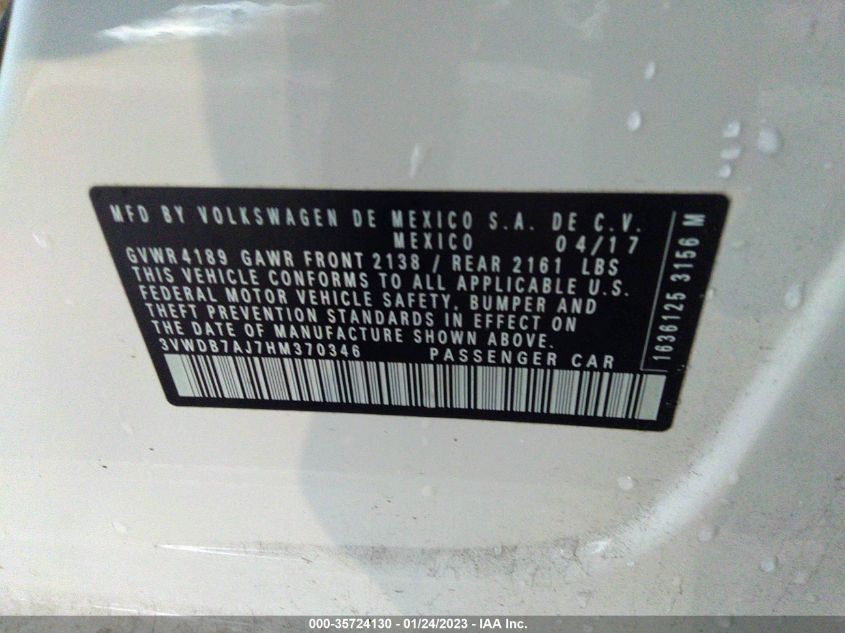 MFD BY VOLKSWAGEN DE MEXICO S.A. DE C.V.
MEXICO 04/17
GVWR 4189 GAWR FRONT 2138 / REAR 2161 LBS
THIS VEHICLE CONFORMS TO ALL APPLICABLE U.S.
FEDERAL MOTOR VEHICLE SAFETY, BUMPER AND
THEFT PREVENTION STANDARDS IN EFFECT ON
THE DATE OF MANUFACTURE SHOWN ABOVE.
3VWDB7AJ7HM370346 PASSENGER CAR
1636125 3156 M
000-35724130 - 01/24/2023 - IAA Inc.